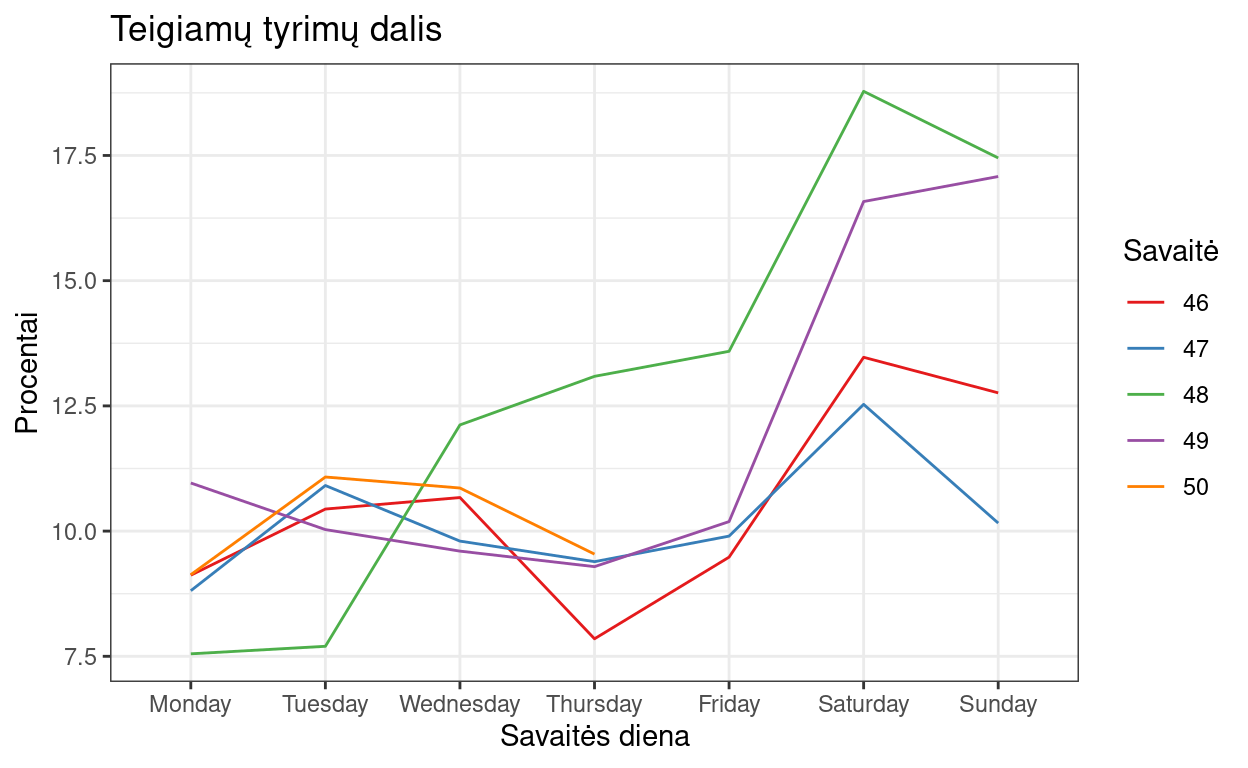 Teigiamų tyrimų dalis
Procentai
17.5
15.0
12.5
10.0
7.5
Monday Tuesday Wednesday Thursday Friday Saturday Sunday
Savaitės diena
Savaitė
46
47
48
49
50